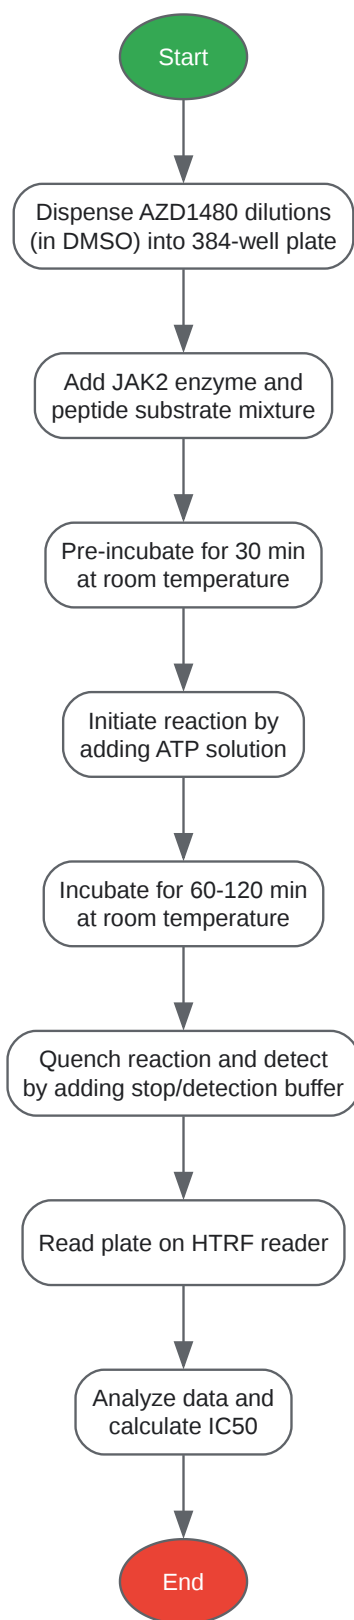 Start
Dispense AZD1480 dilutions
(in DMSO) into 384-well plate
Add JAK2 enzyme and
peptide substrate mixture
Pre-incubate for 30 min
at room temperature
Initiate reaction by
adding ATP solution
Incubate for 60-120 min
at room temperature
Quench reaction and detect
by adding stop/detection buffer
Read plate on HTRF reader
Analyze data and
calculate IC50
End